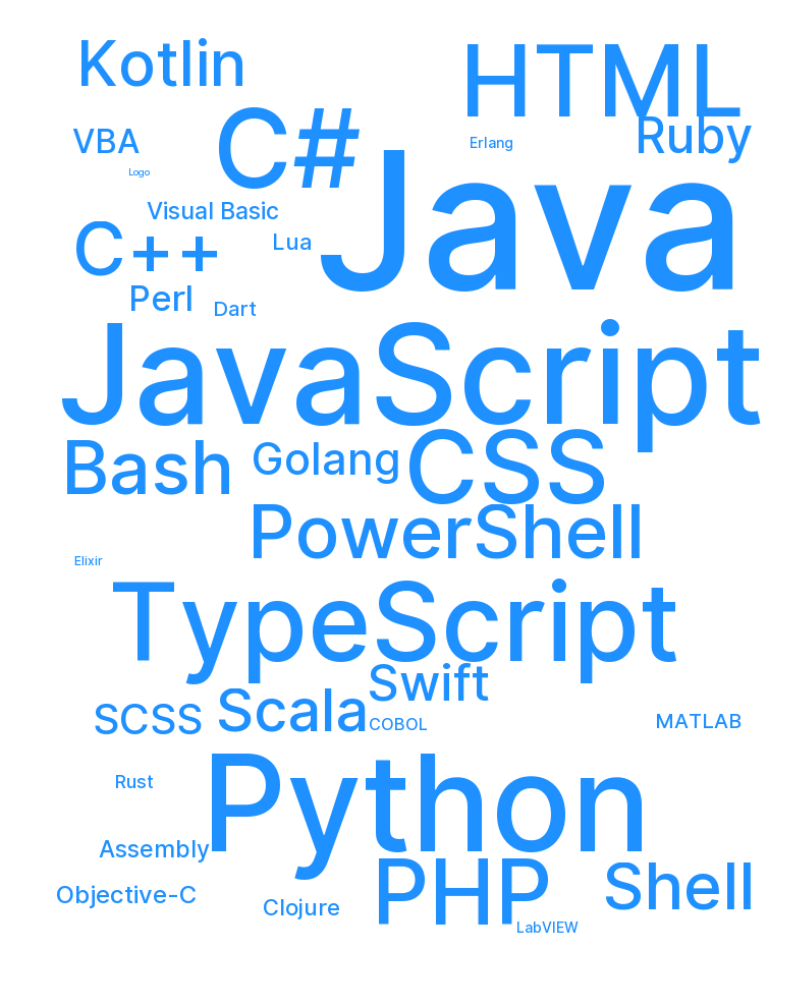 Kotlin
HTML
C#
VBA
Ruby
Erlang
Logo
Java
Visual Basic
C++
Lua
Perl
Dart
JavaScript
Bash
Golang
CSS
PowerShell
Elixir
TypeScript
Swift
SCSS
Scala
COBOL
MATLAB
Rust
Python
Assembly
Objective-C
Clojure
PHP
Shell
LabVIEW